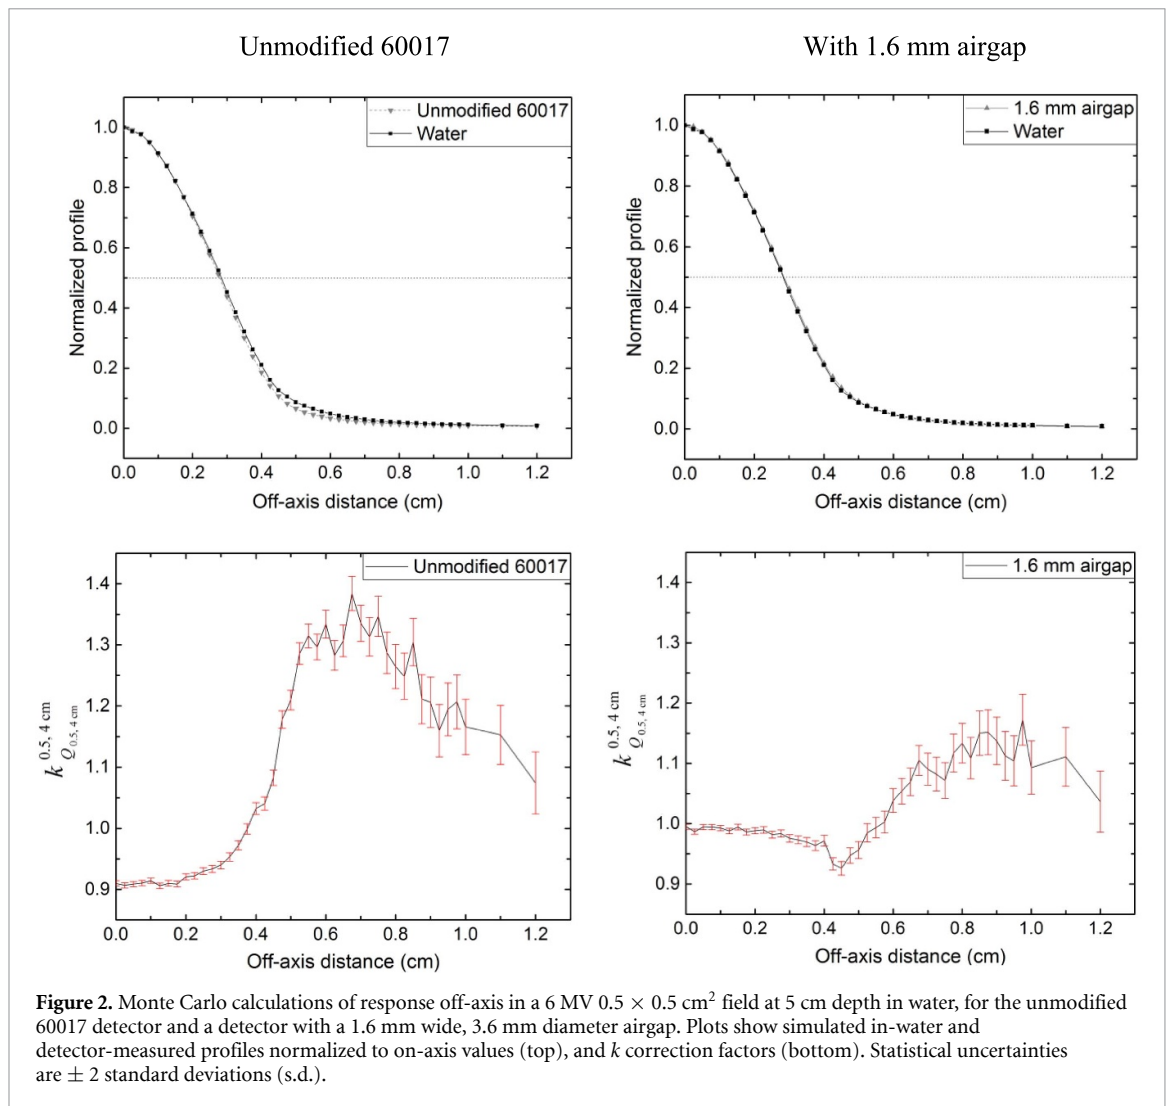 Unmodified 60017
With 1.6 mm airgap
Unmodified 60017
Water
1.0
0.8
0.6
0.4
0.2
0.0
Normalized profile
0.0 0.2 0.4 0.6 0.8 1.0 1.2
Off-axis distance (cm)
1.6 mm airgap
Water
1.0
0.8
0.6
0.4
0.2
0.0
Normalized profile
0.0 0.2 0.4 0.6 0.8 1.0 1.2
Off-axis distance (cm)
Unmodified 60017
1.4
1.3
1.2
1.1
1.0
0.9
k 0.5, 4 cm Q 0.5, 4 cm
0.0 0.2 0.4 0.6 0.8 1.0 1.2
Off-axis distance (cm)
1.6 mm airgap
1.4
1.3
1.2
1.1
1.0
0.9
k 0.5, 4 cm Q 0.5, 4 cm
0.0 0.2 0.4 0.6 0.8 1.0 1.2
Off-axis distance (cm)
Figure 2. Monte Carlo calculations of response off-axis in a 6 MV 0.5 × 0.5 cm² field at 5 cm depth in water, for the unmodified
60017 detector and a detector with a 1.6 mm wide, 3.6 mm diameter airgap. Plots show simulated in-water and
detector-measured profiles normalized to on-axis values (top), and k correction factors (bottom). Statistical uncertainties
are ± 2 standard deviations (s.d.).